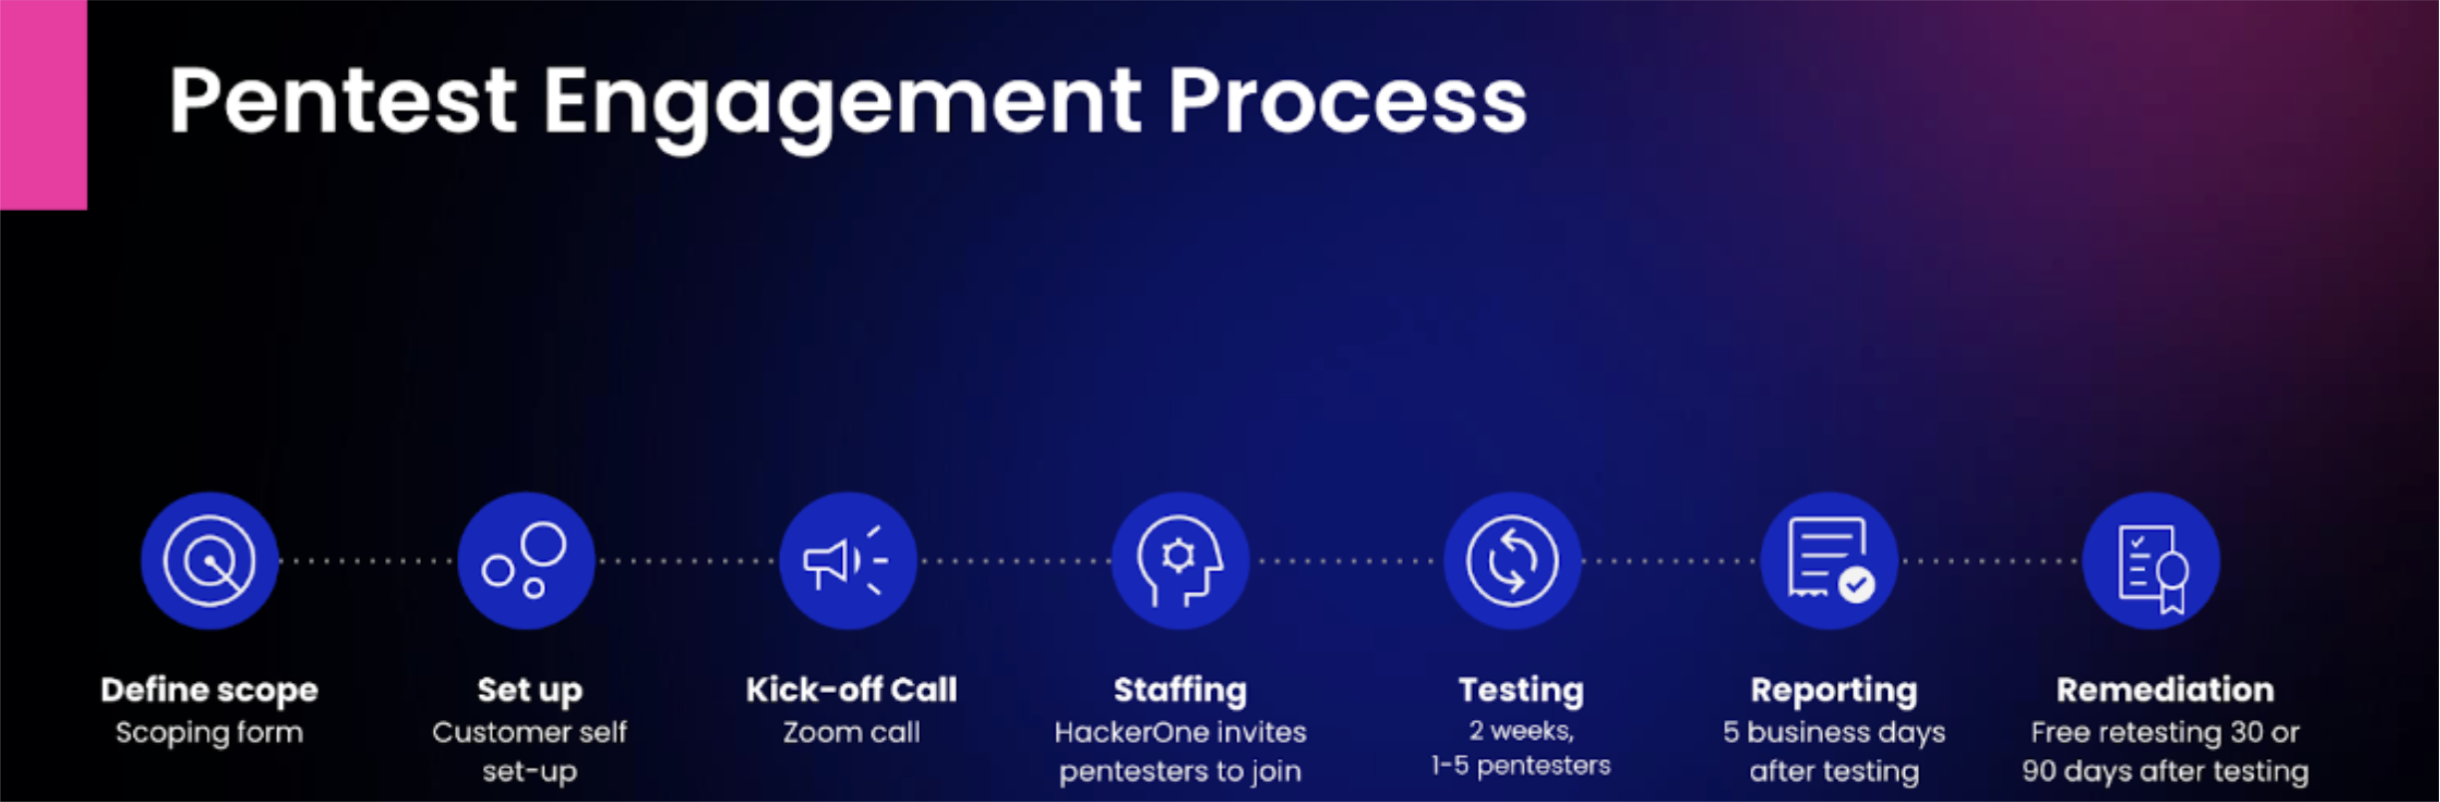 Pentest Engagement Process
Define scope
Scoping form
Set up
Customer self
set-up
Kick-off Call
Zoom call
Staffing
HackerOne invites
pentesters to join
Testing
2 weeks,
1-5 pentesters
Reporting
5 business days
after testing
Remediation
Free retesting 30 or
90 days after testing